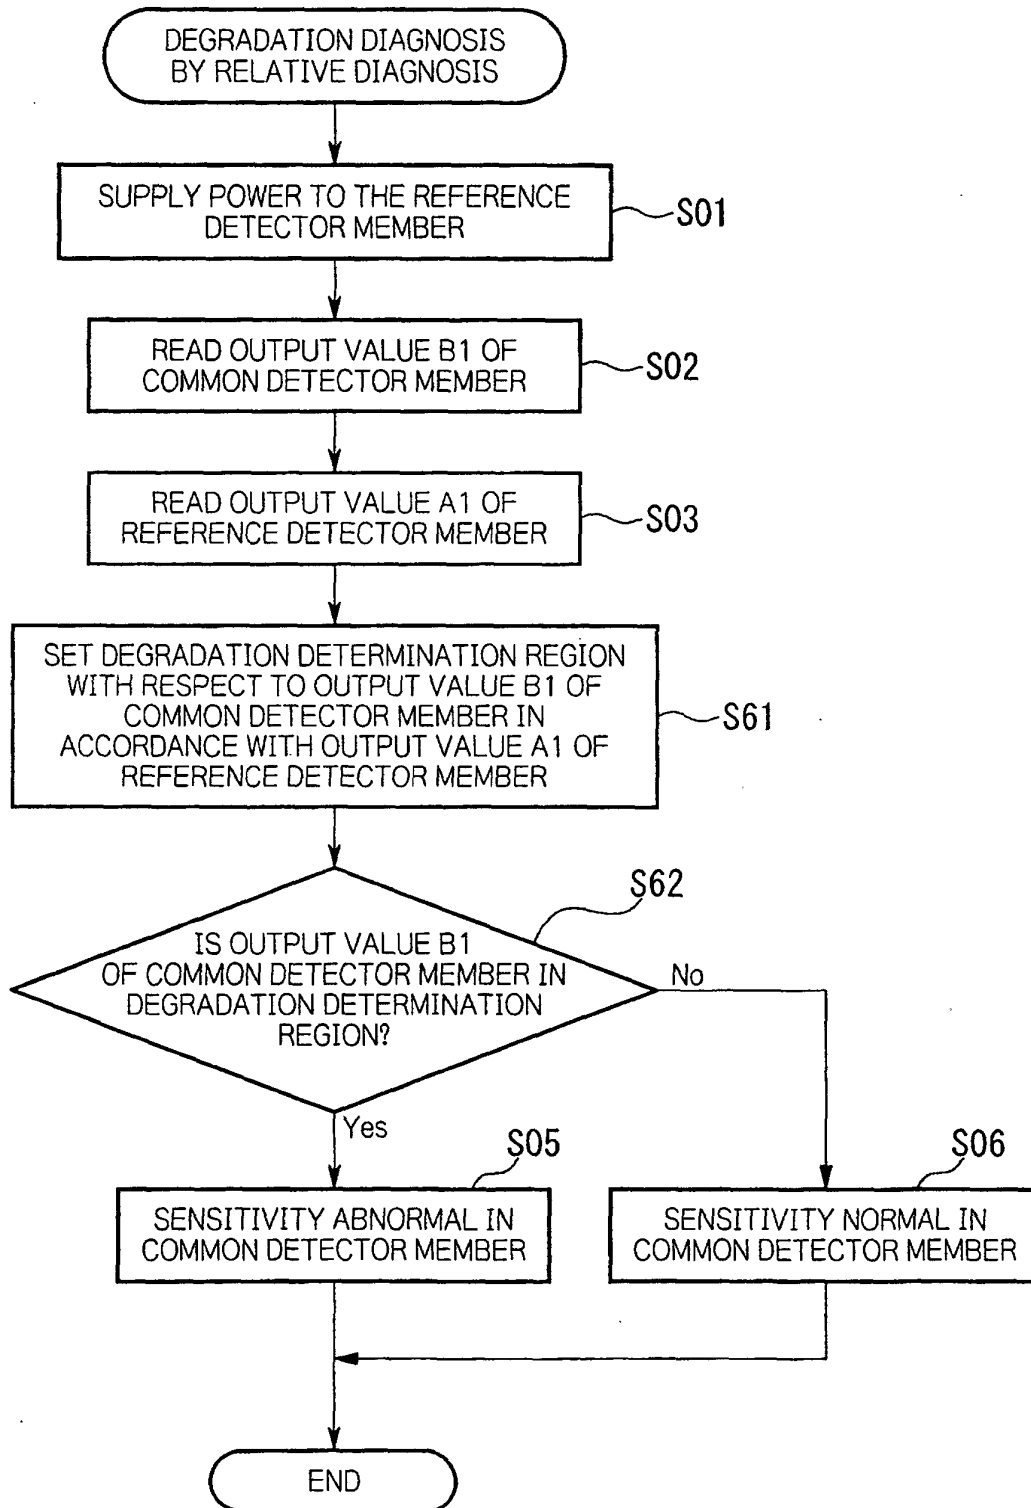 DEGRADATION DIAGNOSIS
BY RELATIVE DIAGNOSIS
SUPPLY POWER TO THE REFERENCE
DETECTOR MEMBER
S01
READ OUTPUT VALUE B1 OF
COMMON DETECTOR MEMBER
S02
READ OUTPUT VALUE A1 OF
REFERENCE DETECTOR MEMBER
S03
SET DEGRADATION DETERMINATION REGION
WITH RESPECT TO OUTPUT VALUE B1 OF
COMMON DETECTOR MEMBER IN
ACCORDANCE WITH OUTPUT VALUE A1 OF
REFERENCE DETECTOR MEMBER
S61
S62
IS OUTPUT VALUE B1
OF COMMON DETECTOR MEMBER IN
DEGRADATION DETERMINATION
REGION?
No
Yes
S05
SENSITIVITY ABNORMAL IN
COMMON DETECTOR MEMBER
S06
SENSITIVITY NORMAL IN
COMMON DETECTOR MEMBER
END